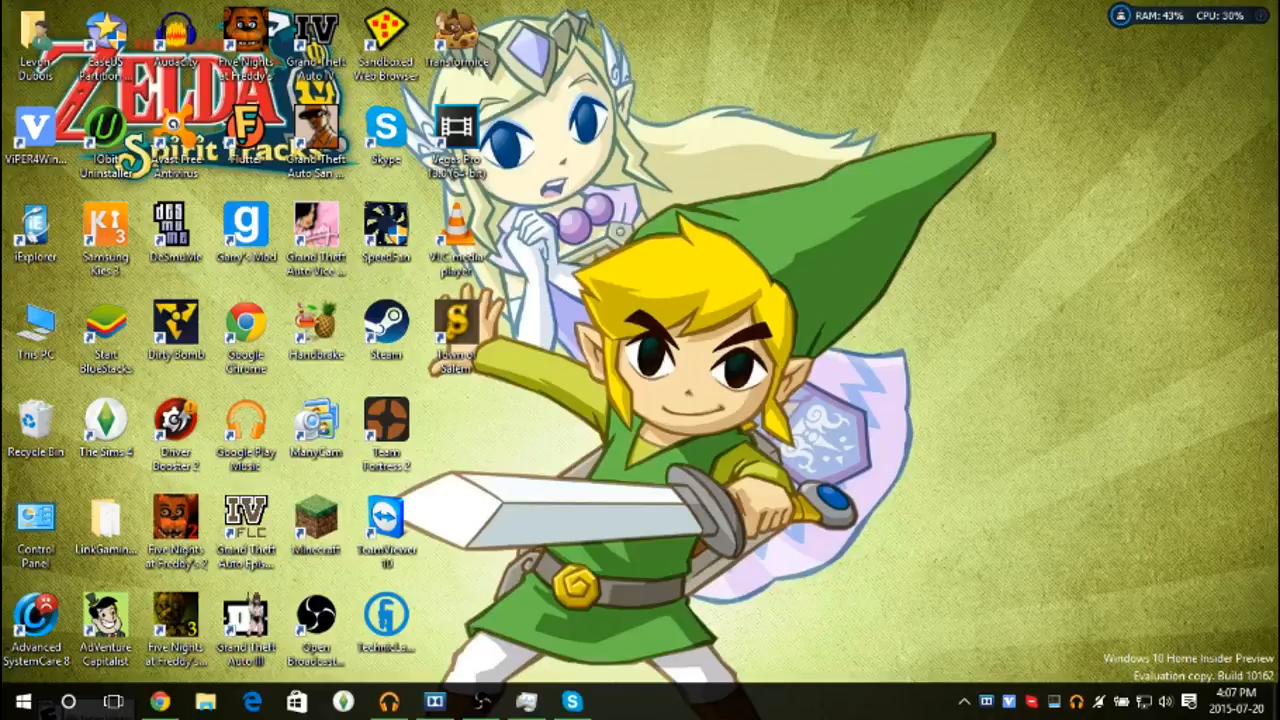 RAM: 43% CPU: 30%
ZELDA
Spirit Tracks
Levon
Dubois
EaseUS
Partition ...
Audacity
Five Nights
at Freddy's
Grand Theft
Auto IV
Sandboxed
Web Browser
Transformice
ViPER4Win...
IObit
Uninstaller
Avast Free
Antivirus
Flutter
Grand Theft
Auto San ...
Skype
Vegas Pro
13.0 (64-bit)
iExplorer
Samsung
Kies 3
DeSmuME
Garry's Mod
Grand Theft
Auto Vice ...
SpeedFan
VLC media
player
This PC
Start
BlueStacks
Dirty Bomb
Google
Chrome
Handbrake
Steam
Town of
Salem
Recycle Bin
The Sims 4
Driver
Booster 2
Google Play
Music
ManyCam
Team
Fortress 2
Control
Panel
LinkGamin...
Five Nights
at Freddy's 2
Grand Theft
Auto Epis...
Minecraft
TeamViewer
10
Advanced
SystemCare 8
AdVenture
Capitalist
Five Nights
at Freddy's...
Grand Theft
Auto III
Open
Broadcast...
TechnicLa...
Windows 10 Home Insider Preview
Evaluation copy. Build 10162
4:07 PM
2015-07-20